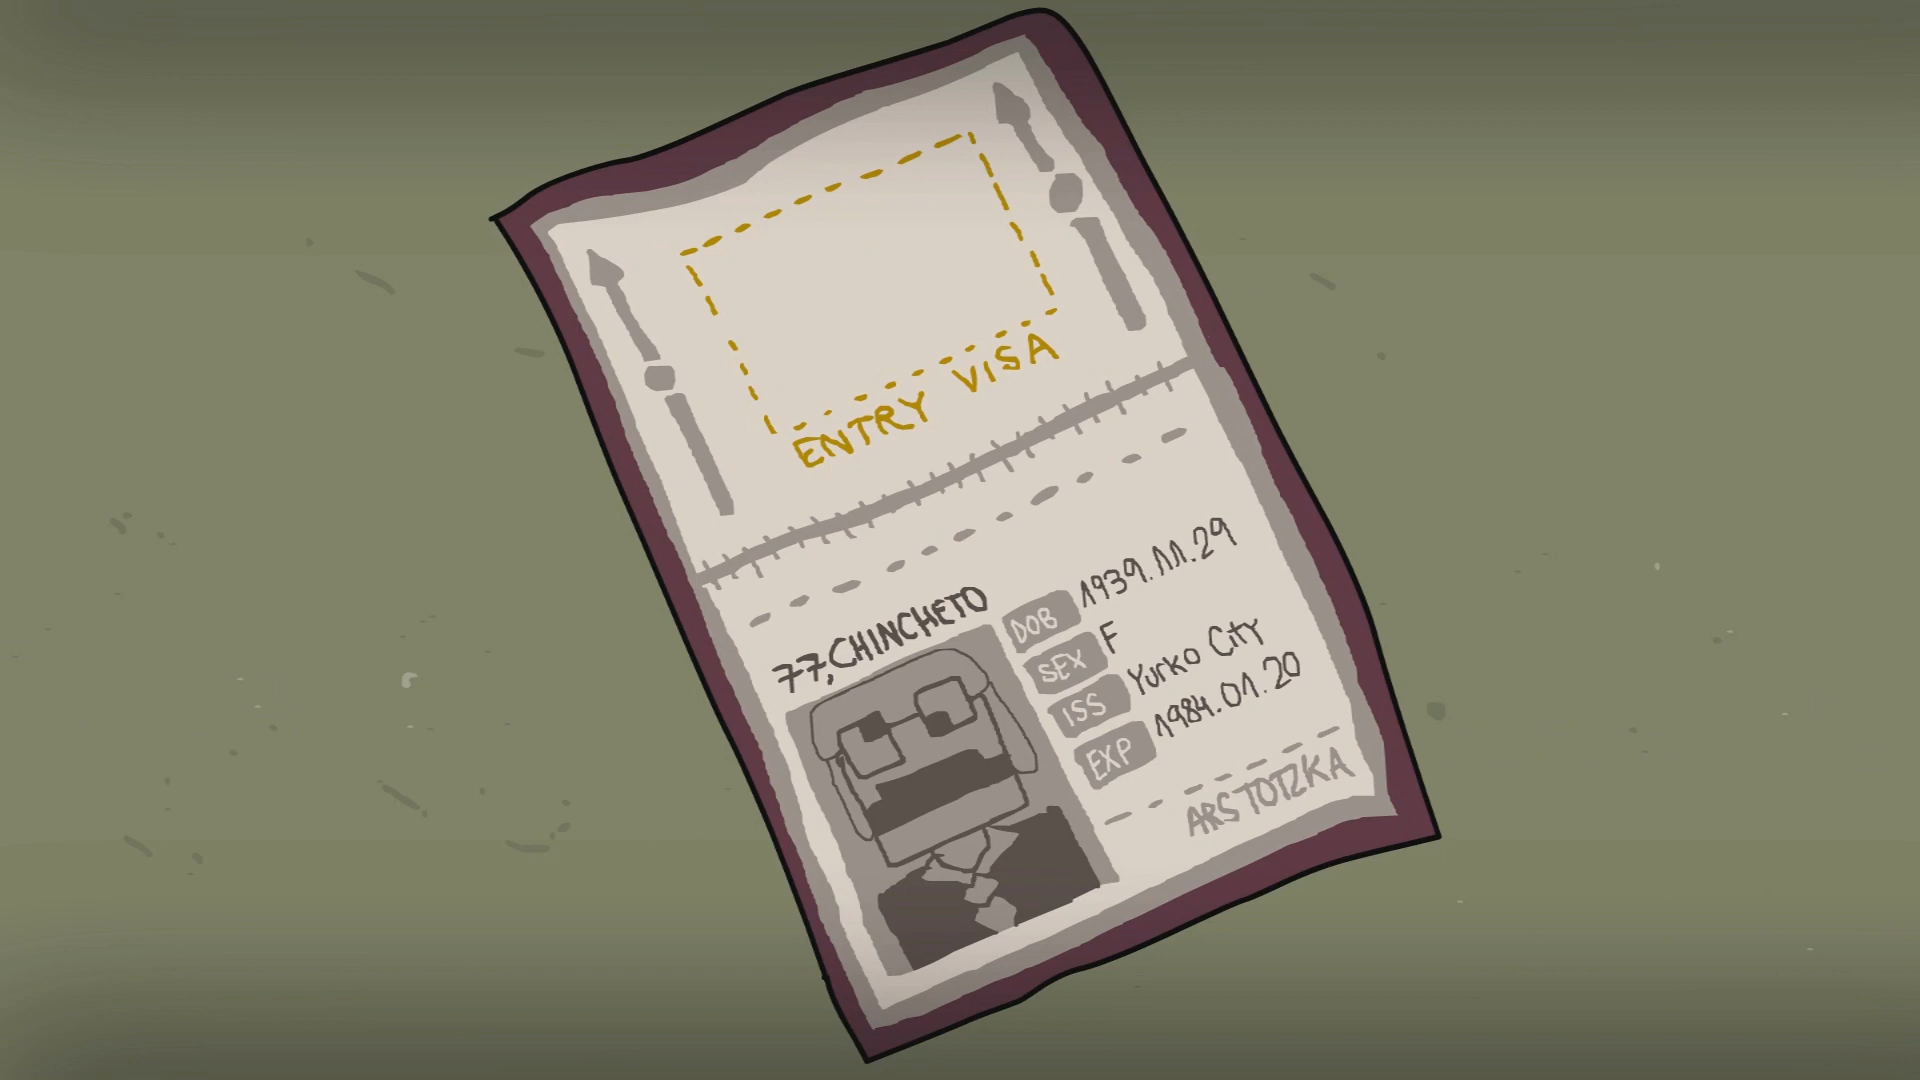 ENTRY VISA
77,CHINCHETO
DOB 1939.11.29
SEX F
ISS Yurko City
EXP 1984.01.20
ARSTOTZKA